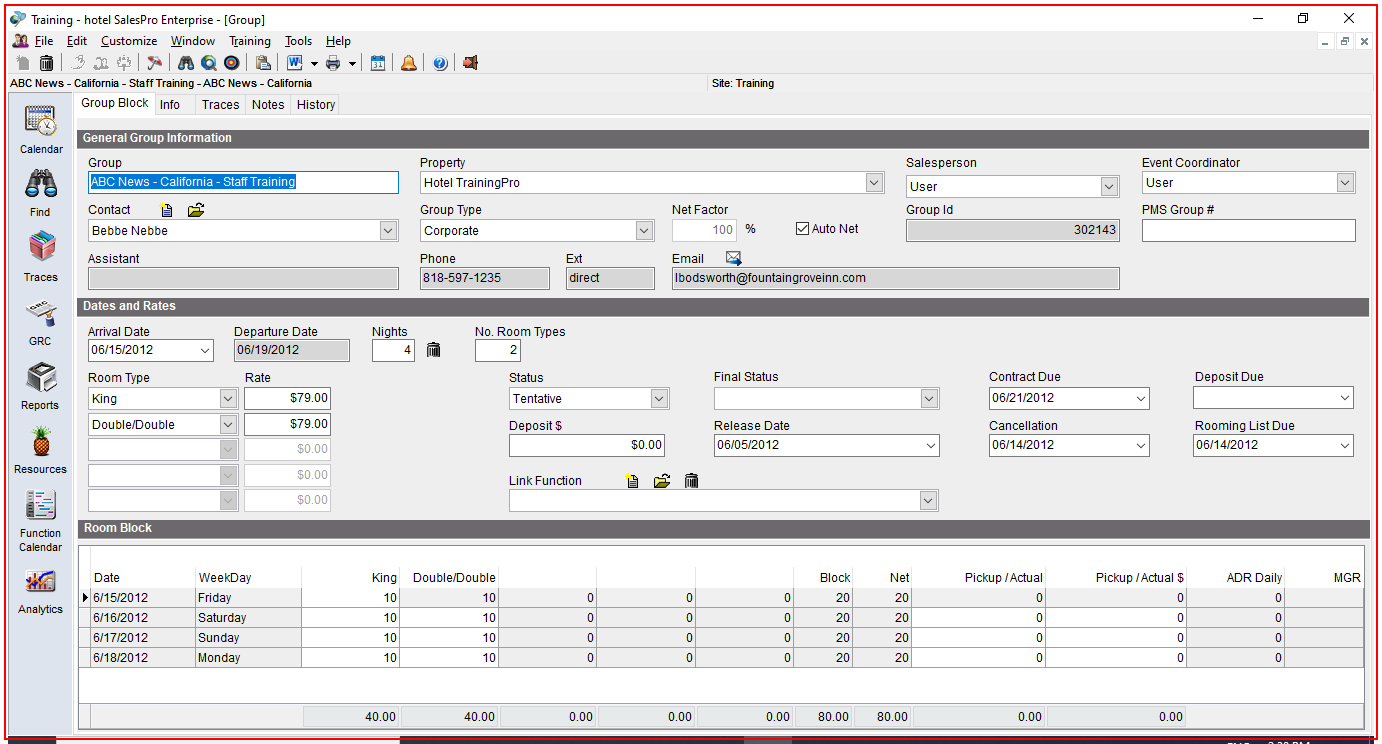 Training - hotel SalesPro Enterprise - [Group]
File Edit Customize Window Training Tools Help
ABC News - California - Staff Training - ABC News - California Site: Training
Group Block Info Traces Notes History
Calendar
Find
Traces
GRC
Reports
Resources
Function
Calendar
Analytics
General Group Information
Group Property Salesperson Event Coordinator
ABC News - California - Staff Training Hotel TrainingPro User User
Contact Group Type Net Factor Group Id PMS Group #
Bebbe Nebbe Corporate 100 % Auto Net 302143
Assistant Phone Ext Email
818-597-1235 direct lbodsworth@fountaingroveinn.com
Dates and Rates
Arrival Date Departure Date Nights No. Room Types
06/15/2012 06/19/2012 4 2
Room Type Rate Status Final Status Contract Due Deposit Due
King $79.00 Tentative 06/21/2012
Double/Double $79.00 Deposit $ Release Date Cancellation Rooming List Due
$0.00 $0.00 06/05/2012 06/14/2012 06/14/2012
$0.00 Link Function
$0.00
Room Block
Date WeekDay King Double/Double Block Net Pickup / Actual Pickup / Actual $ ADR Daily MGR
6/15/2012 Friday 10 10 0 0 0 20 20 0 0 0
6/16/2012 Saturday 10 10 0 0 0 20 20 0 0 0
6/17/2012 Sunday 10 10 0 0 0 20 20 0 0 0
6/18/2012 Monday 10 10 0 0 0 20 20 0 0 0
40.00 40.00 0.00 0.00 0.00 80.00 80.00 0.00 0.00